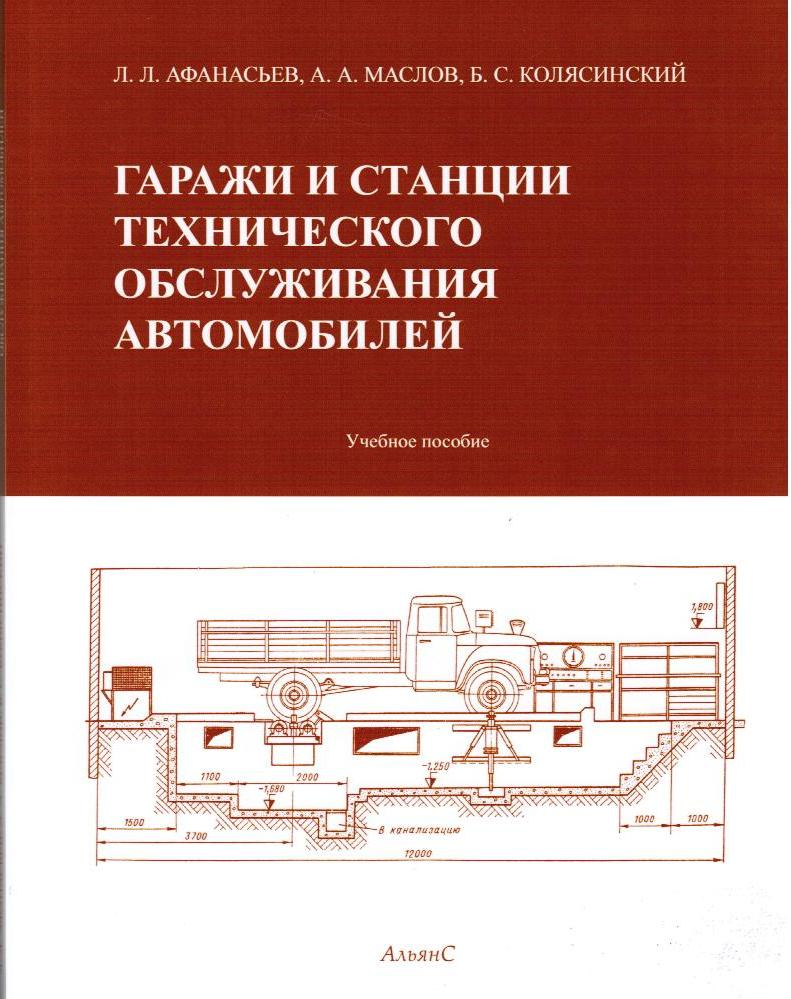 Л. Л. АФАНАСЬЕВ, А. А. МАСЛОВ, Б. С. КОЛЯСИНСКИЙ
ГАРАЖИ И СТАНЦИИ
ТЕХНИЧЕСКОГО
ОБСЛУЖИВАНИЯ
АВТОМОБИЛЕЙ
Учебное пособие
1,800
1100
2000
-1,680
-1,250
1500
3700
В канализацию
1000
1000
12000
АльянС